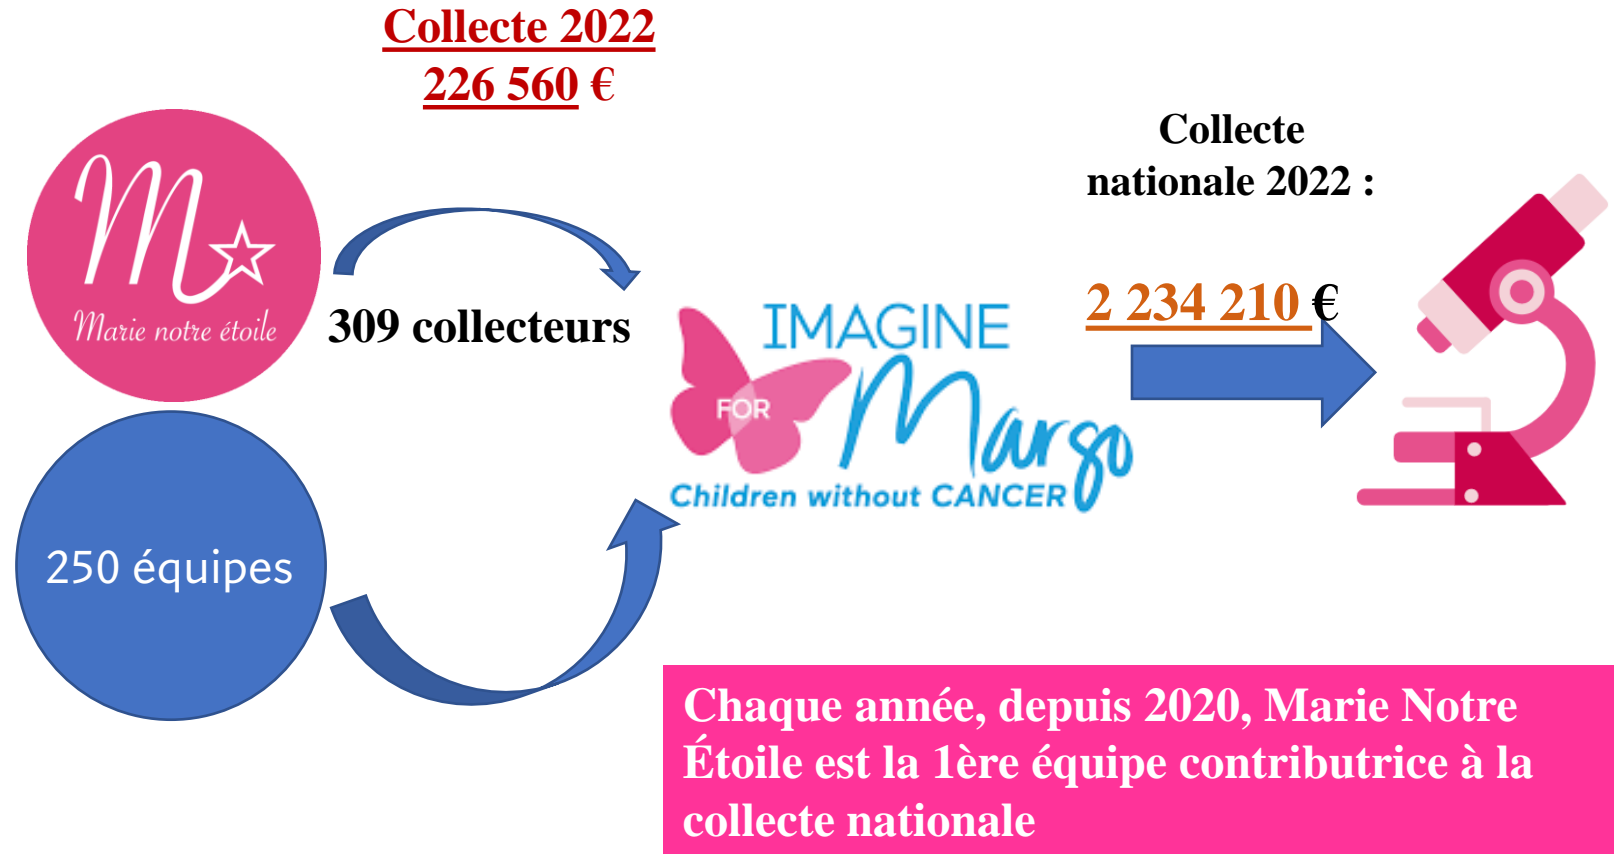 Collecte 2022
226 560 €
M
Marie notre étoile
309 collecteurs
250 équipes
IMAGINE
FOR
Margo
Children without CANCER
Collecte
nationale 2022 :
2 234 210 €
Chaque année, depuis 2020, Marie Notre
Étoile est la 1ère équipe contributrice à la
collecte nationale